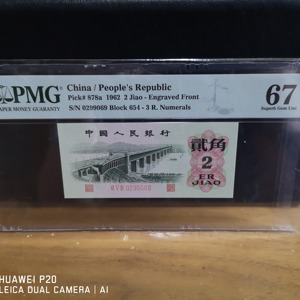 PMG
PAPER MONEY GUARANTY
China / People's Republic
Pick# 878a 1962 2 Jiao - Engraved Front
S/N 0209069 Block 654 - 3 R. Numerals
67
Superb Gem Unc
中国人民银行
贰角
2
ER
JIAO
HUAWEI P20
LEICA DUAL CAMERA | AI